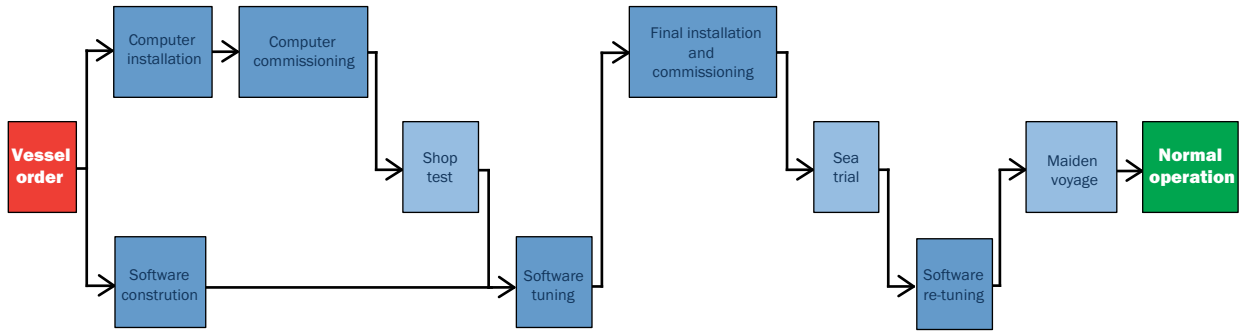 Computer
installation
Computer
commissioning
Final installation
and
commissioning
Vessel
order
Shop
test
Sea
trial
Maiden
voyage
Normal
operation
Software
constrution
Software
tuning
Software
re-tuning